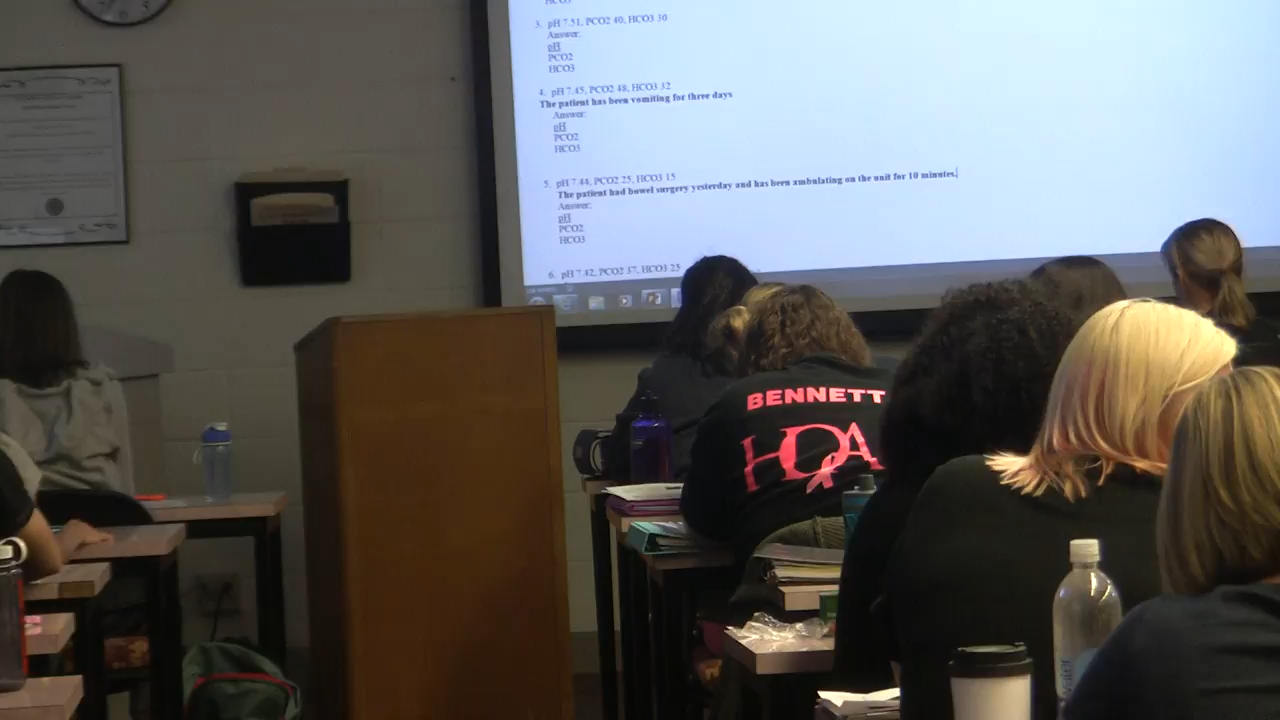 HCO3
3. pH 7.51, PCO2 40, HCO3 30
Answer:
pH
PCO2
HCO3
4. pH 7.45, PCO2 48, HCO3 32
The patient has been vomiting for three days
Answer:
pH
PCO2
HCO3
5. pH 7.44, PCO2 25, HCO3 15
The patient had bowel surgery yesterday and has been ambulating on the unit for 10 minutes.
Answer:
pH
PCO2
HCO3
6. pH 7.42, PCO2 37, HCO3 25
BENNETT
HOA